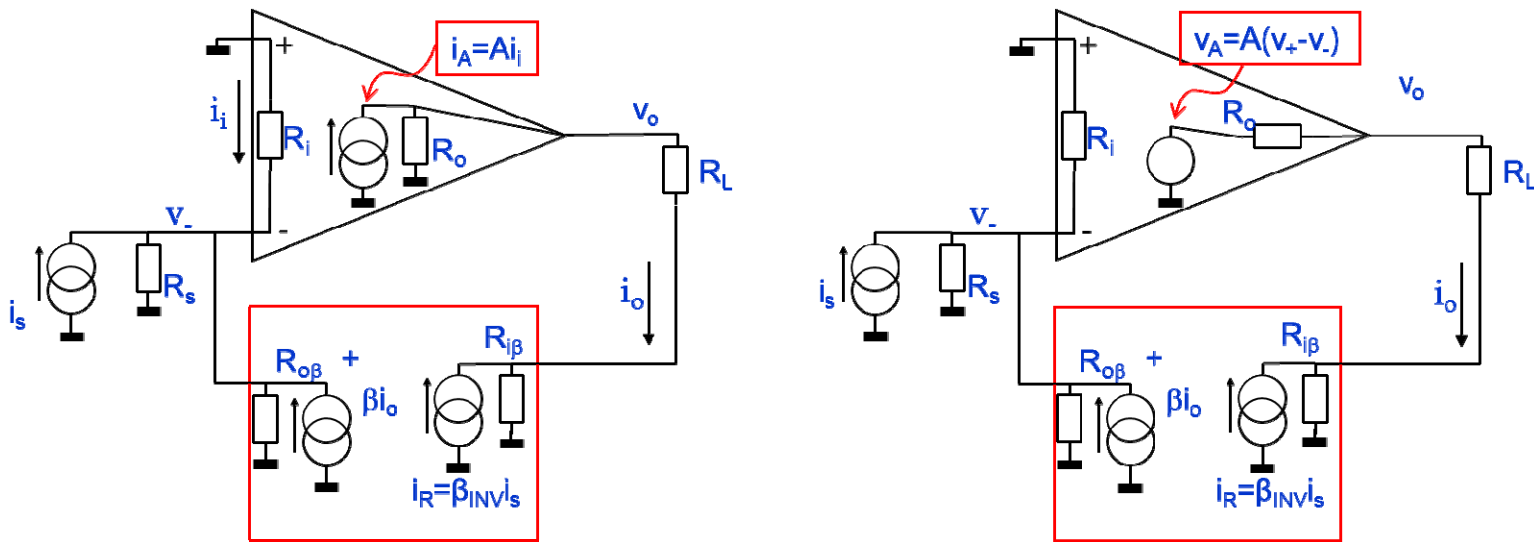 +
i_A=Ai_i
i_i
R_i
R_o
v_o
R_L
v_-
-
i_s
R_s
i_o
R_oβ
+
βi_o
R_iβ
i_R=β_INVi_s
+
v_A=A(v_+-v_-)
R_i
R_o
v_o
R_L
v_-
-
i_s
R_s
i_o
R_oβ
+
βi_o
R_iβ
i_R=β_INVi_s